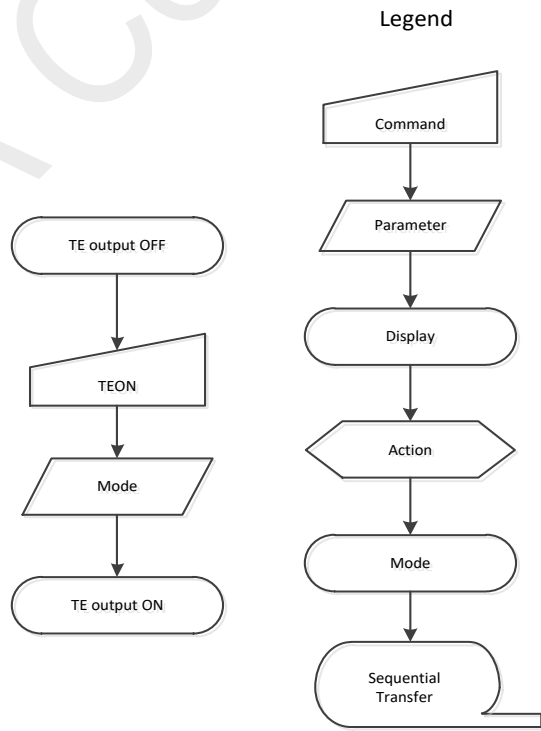 Legend
Command
Parameter
Display
Action
Mode
Sequential
Transfer
TE output OFF
TEON
Mode
TE output ON